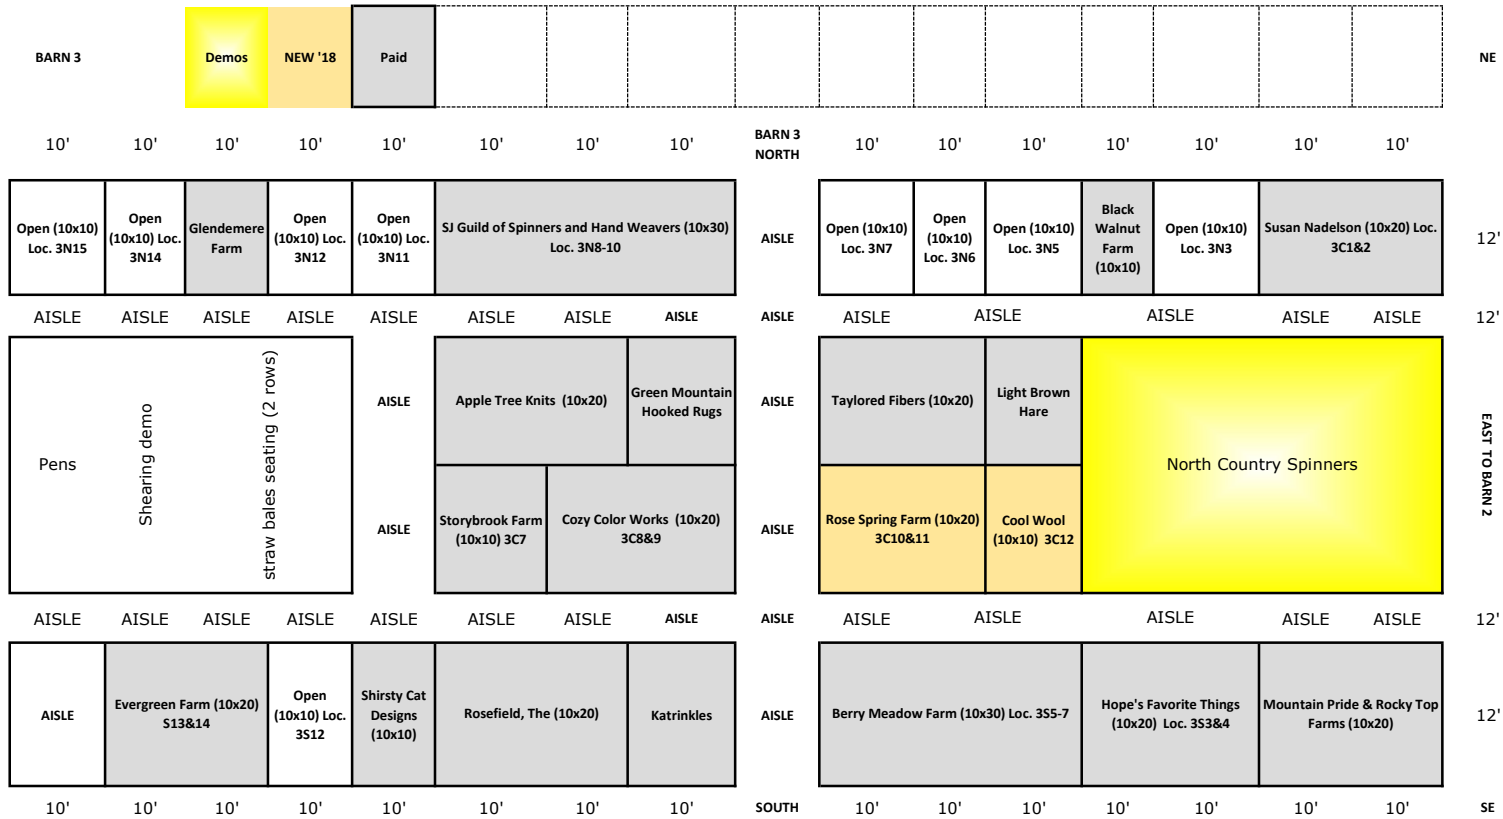 BARN 3
Demos
NEW '18
Paid
NE
10' 10' 10' 10' 10' 10' 10' 10'
BARN 3
NORTH
10' 10' 10' 10' 10' 10' 10'
Open (10x10)
Loc. 3N15
Open
(10x10) Loc.
3N14
Glendemere
Farm
Open
(10x10) Loc.
3N12
Open
(10x10) Loc.
3N11
SJ Guild of Spinners and Hand Weavers (10x30)
Loc. 3N8-10
AISLE
Open (10x10)
Loc. 3N7
Open
(10x10)
Loc. 3N6
Open (10x10)
Loc. 3N5
Black
Walnut
Farm
(10x10)
Open (10x10)
Loc. 3N3
Susan Nadelson (10x20) Loc.
3C1&2
12'
AISLE AISLE AISLE AISLE AISLE AISLE AISLE AISLE AISLE AISLE AISLE AISLE AISLE AISLE 12'
Pens
Shearing demo
straw bales seating (2 rows)
AISLE
Apple Tree Knits (10x20)
Green Mountain
Hooked Rugs
AISLE
Taylored Fibers (10x20)
Light Brown
Hare
North Country Spinners
EAST TO BARN 2
AISLE
Storybrook Farm
(10x10) 3C7
Cozy Color Works (10x20)
3C8&9
AISLE
Rose Spring Farm (10x20)
3C10&11
Cool Wool
(10x10) 3C12
AISLE AISLE AISLE AISLE AISLE AISLE AISLE AISLE AISLE AISLE AISLE AISLE AISLE 12'
AISLE
Evergreen Farm (10x20)
S13&14
Open
(10x10) Loc.
3S12
Shirsty Cat
Designs
(10x10)
Rosefield, The (10x20)
Katrinkles
AISLE
Berry Meadow Farm (10x30) Loc. 3S5-7
Hope's Favorite Things
(10x20) Loc. 3S3&4
Mountain Pride & Rocky Top
Farms (10x20)
12'
10' 10' 10' 10' 10' 10' 10' 10' SOUTH 10' 10' 10' 10' 10' 10' 10' SE